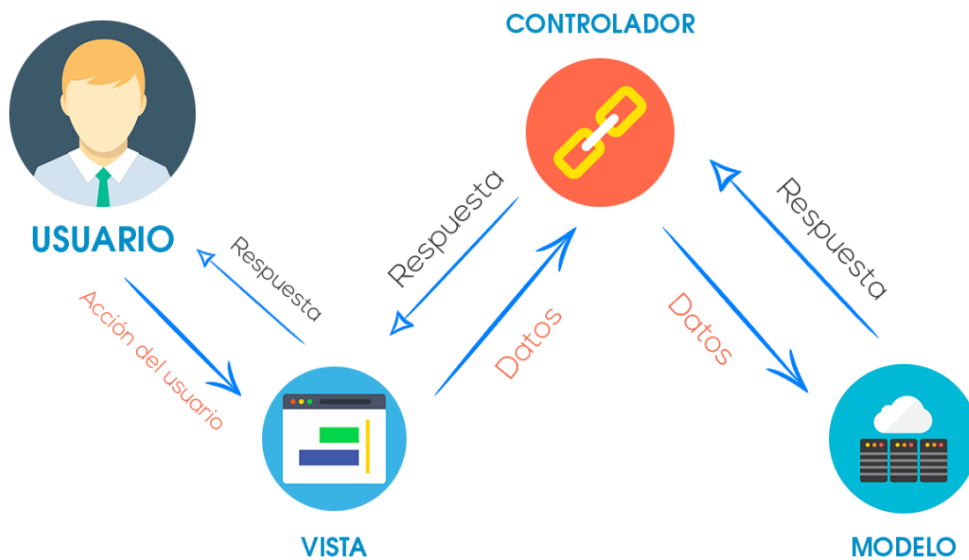 CONTROLADOR
USUARIO
Respuesta
Acción del usuario
Respuesta
Datos
Datos
Respuesta
VISTA
MODELO